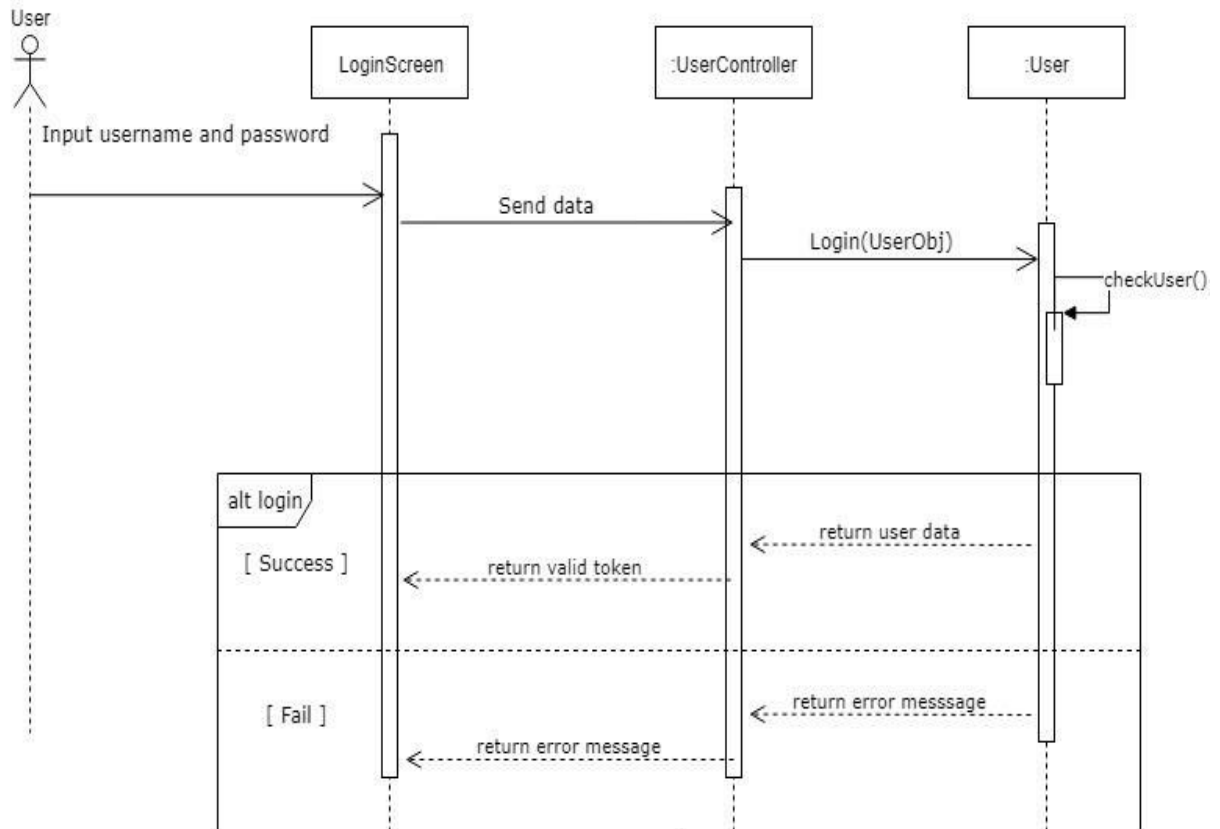 User
LoginScreen
:UserController
:User
Input username and password
Send data
Login(UserObj)
checkUser()
alt login
return user data
[ Success ]
return valid token
[ Fail ]
return error messsage
return error message